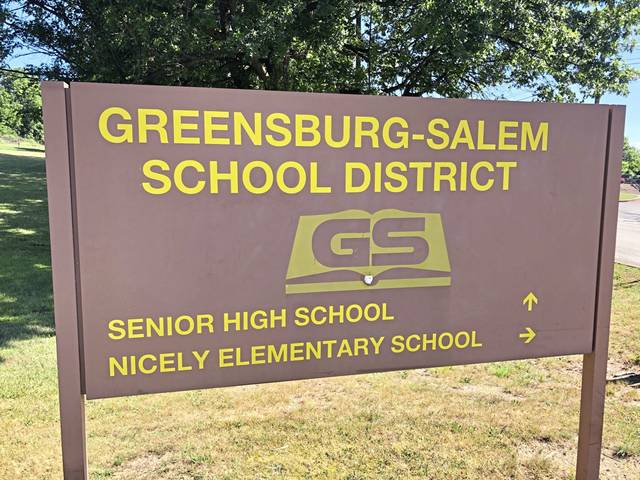 GREENSBURG-SALEM
SCHOOL DISTRICT
GS
SENIOR HIGH SCHOOL ↑
NICELY ELEMENTARY SCHOOL →